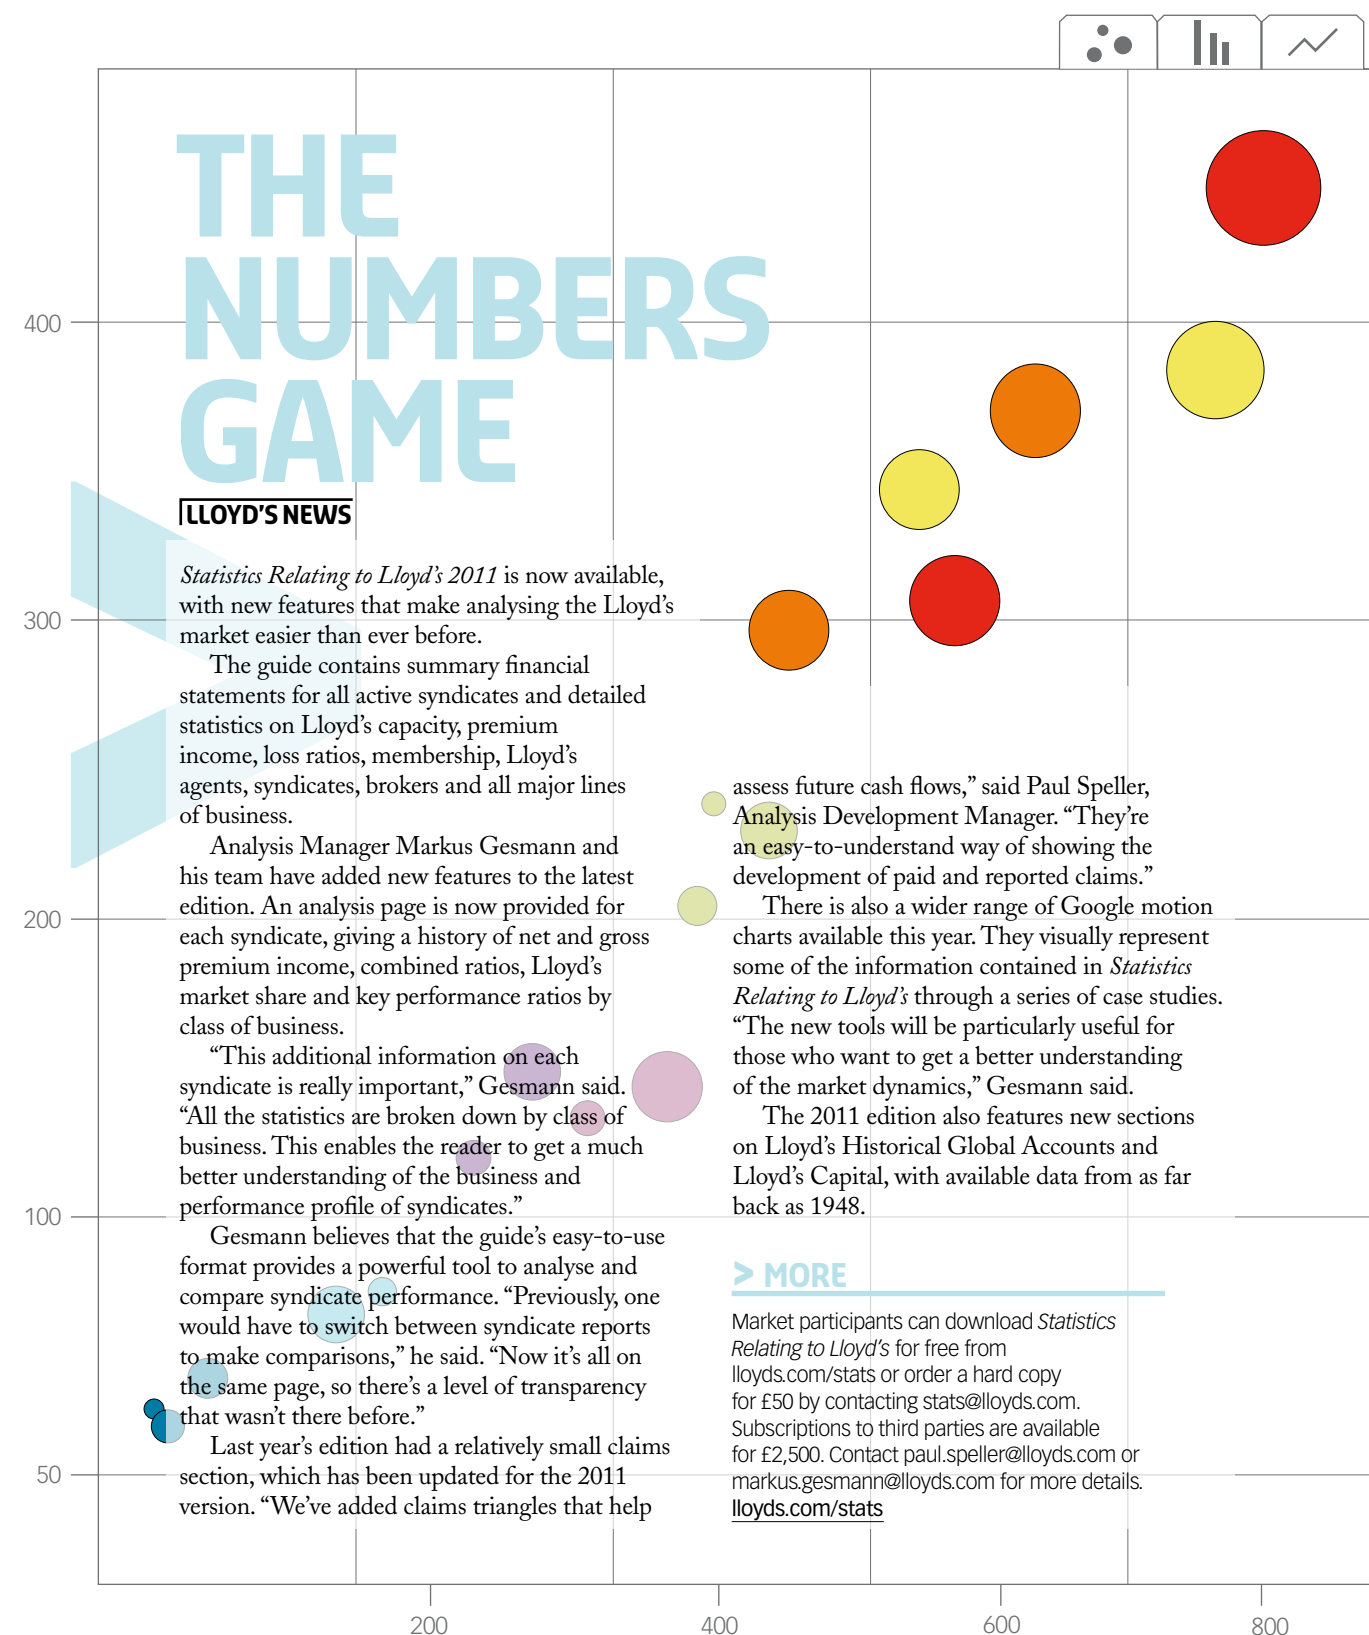 THE
NUMBERS
GAME
LLOYD'S NEWS
Statistics Relating to Lloyd's 2011 is now available,
with new features that make analysing the Lloyd's
market easier than ever before.
The guide contains summary financial
statements for all active syndicates and detailed
statistics on Lloyd's capacity, premium
income, loss ratios, membership, Lloyd's
agents, syndicates, brokers and all major lines
of business.
Analysis Manager Markus Gesmann and
his team have added new features to the latest
edition. An analysis page is now provided for
each syndicate, giving a history of net and gross
premium income, combined ratios, Lloyd's
market share and key performance ratios by
class of business.
“This additional information on each
syndicate is really important,” Gesmann said.
“All the statistics are broken down by class of
business. This enables the reader to get a much
better understanding of the business and
performance profile of syndicates.”
Gesmann believes that the guide's easy-to-use
format provides a powerful tool to analyse and
compare syndicate performance. “Previously, one
would have to switch between syndicate reports
to make comparisons,” he said. “Now it's all on
the same page, so there's a level of transparency
that wasn't there before.”
Last year's edition had a relatively small claims
section, which has been updated for the 2011
version. “We've added claims triangles that help
assess future cash flows,” said Paul Speller,
Analysis Development Manager. “They're
an easy-to-understand way of showing the
development of paid and reported claims.”
There is also a wider range of Google motion
charts available this year. They visually represent
some of the information contained in Statistics
Relating to Lloyd's through a series of case studies.
“The new tools will be particularly useful for
those who want to get a better understanding
of the market dynamics,” Gesmann said.
The 2011 edition also features new sections
on Lloyd's Historical Global Accounts and
Lloyd's Capital, with available data from as far
back as 1948.
> MORE
Market participants can download Statistics
Relating to Lloyd's for free from
lloyds.com/stats or order a hard copy
for £50 by contacting stats@lloyds.com.
Subscriptions to third parties are available
for £2,500. Contact paul.speller@lloyds.com or
markus.gesmann@lloyds.com for more details.
lloyds.com/stats
400
300
200
100
50
200
400
600
800